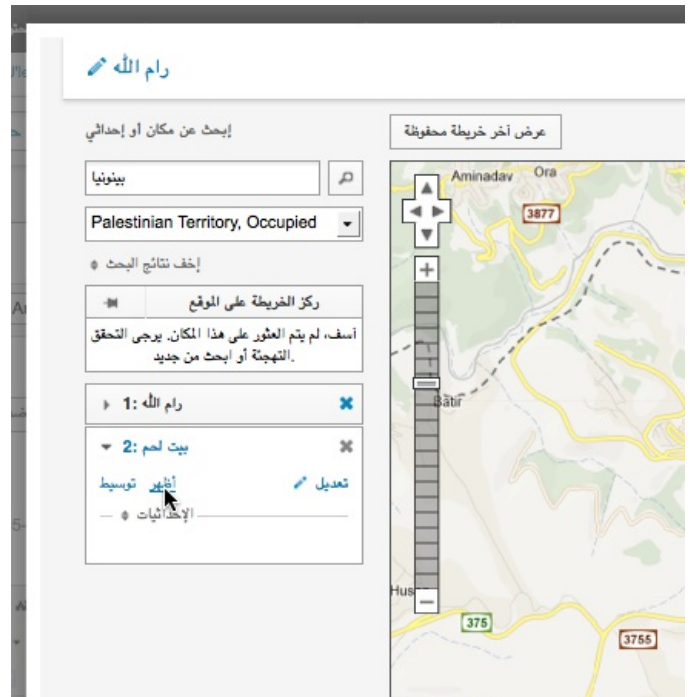 رام الله
إبحث عن مكان أو إحداثي
عرض آخر خريطة محفوظة
بينونيا
Palestinian Territory, Occupied
إخف نتائج البحث
ركز الخريطة على الموقع
آسف، لم يتم العثور على هذا المكان. يرجى التحقق
التهجئة أو ابحث من جديد.
1: رام الله
2: بيت لحم
تعديل
أظهر
توسيط
الإحداثيات
Aminadav
Ora
3877
Battir
375
3755